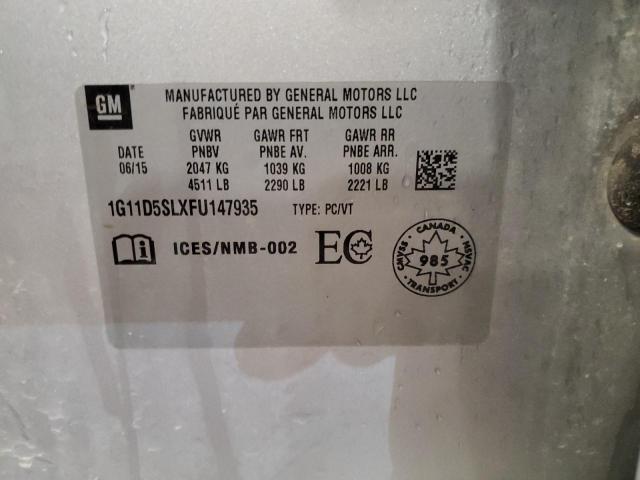 GM
MANUFACTURED BY GENERAL MOTORS LLC
FABRIQUÉ PAR GENERAL MOTORS LLC
GVWR GAWR FRT GAWR RR
DATE PNBV PNBE AV. PNBE ARR.
06/15 2047 KG 1039 KG 1008 KG
4511 LB 2290 LB 2221 LB
1G11D5SLXFU147935 TYPE: PC/VT
i ICES/NMB-002 EC
CANADA
CMVSS 985 NSVAC
TRANSPORT